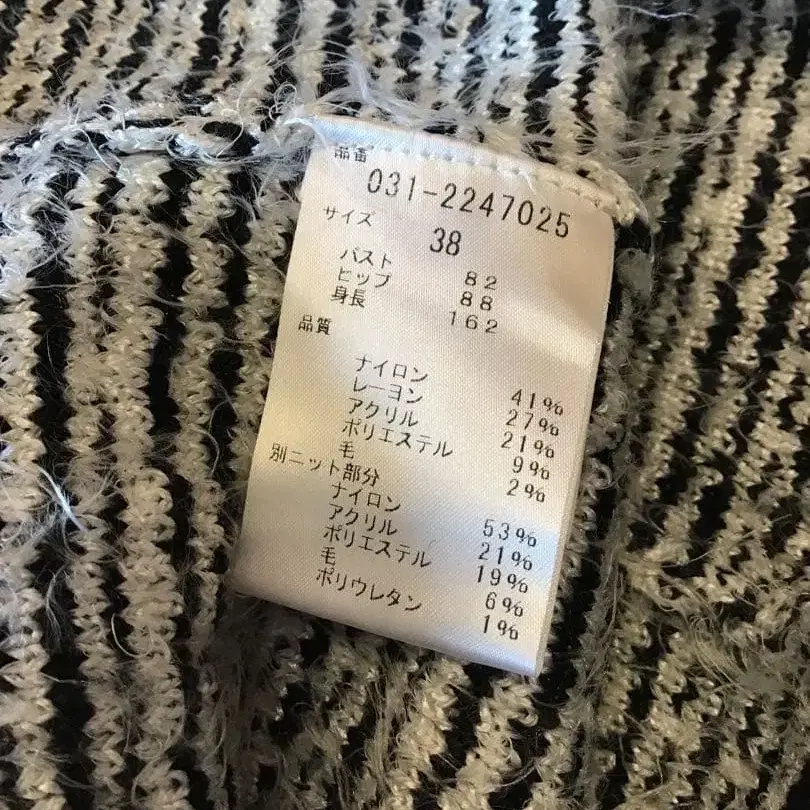 品番
031-2247025
サイズ
38
バスト 82
ヒップ 88
身長 162
品質
ナイロン 41%
レーヨン 27%
アクリル 21%
ポリエステル 9%
毛 2%
別ニット部分
ナイロン 53%
アクリル 21%
ポリエステル 19%
毛 6%
ポリウレタン 1%